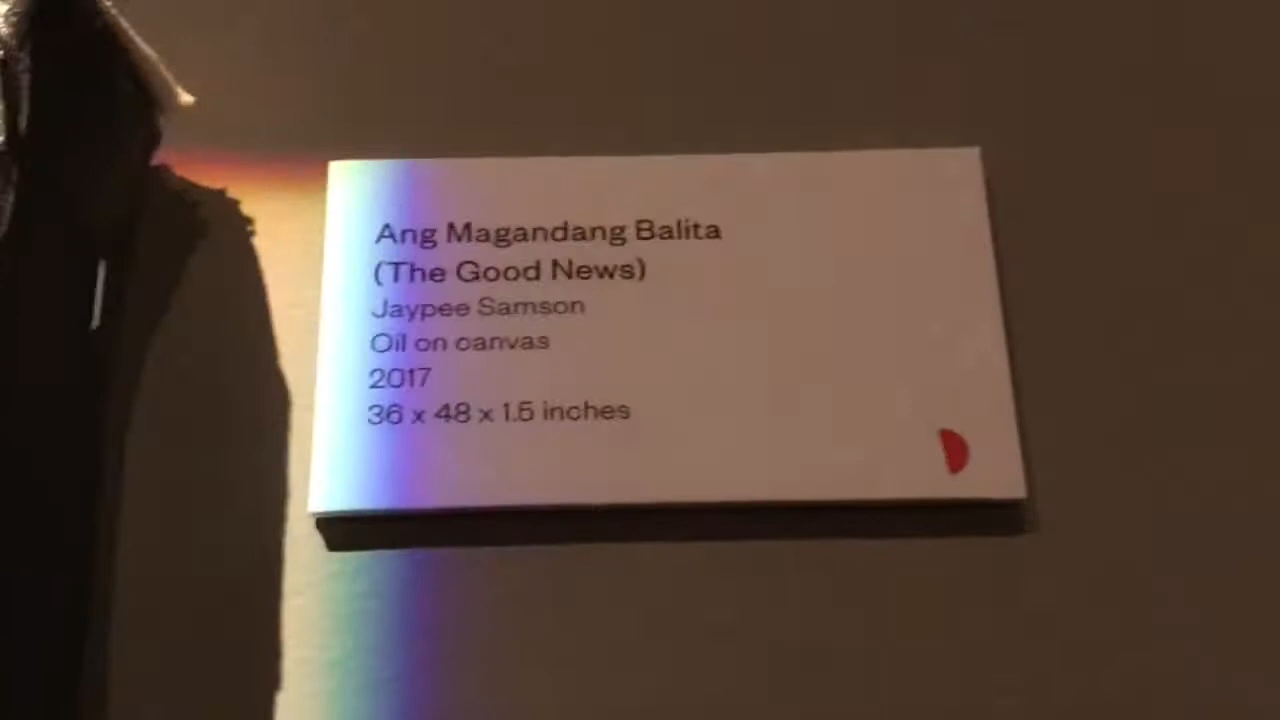 Ang Magandang Balita
(The Good News)
Jaypee Samson
Oil on canvas
2017
36 x 48 x 1.5 inches